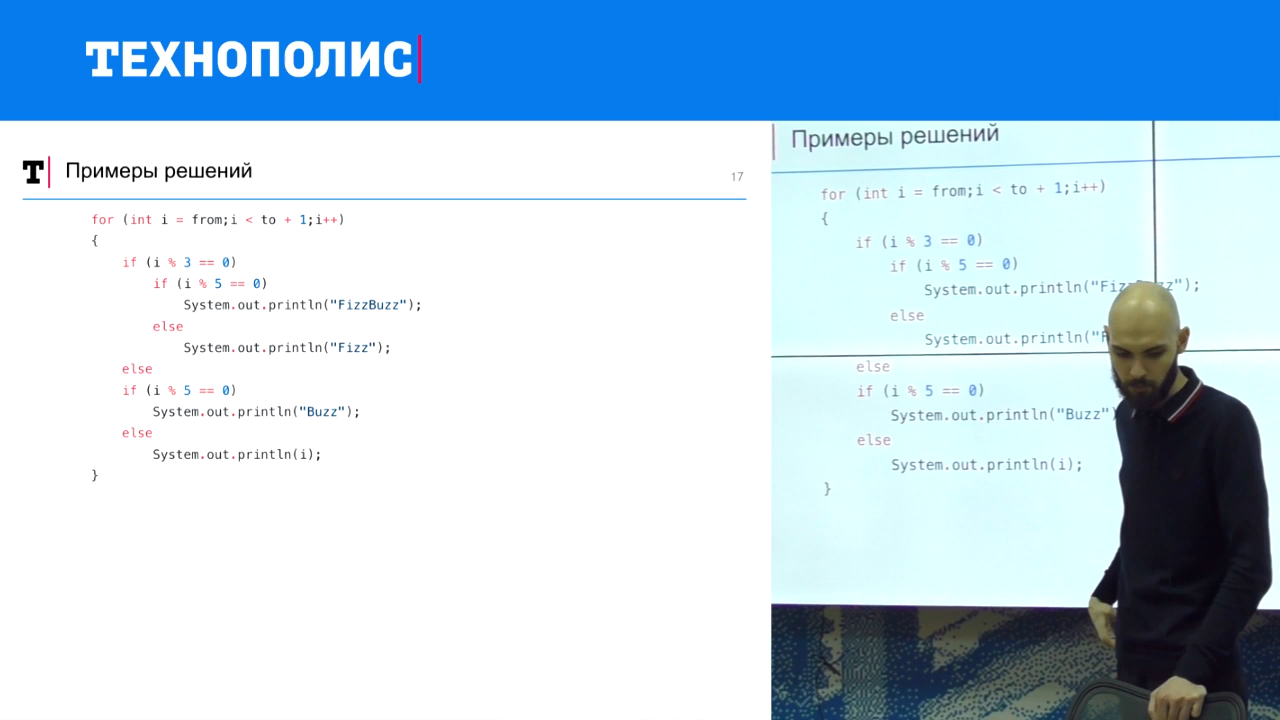 ТЕХНОПОЛИС
Т Примеры решений
17
for (int i = from;i < to + 1;i++)
{
if (i % 3 == 0)
if (i % 5 == 0)
System.out.println("FizzBuzz");
else
System.out.println("Fizz");
else
if (i % 5 == 0)
System.out.println("Buzz");
else
System.out.println(i);
}
Примеры решений
for (int i = from;i < to + 1;i++)
{
if (i % 3 == 0)
if (i % 5 == 0)
System.out.println("FizzBuzz");
else
System.out.println("F
else
if (i % 5 == 0)
System.out.println("Buzz")
else
System.out.println(i);
}